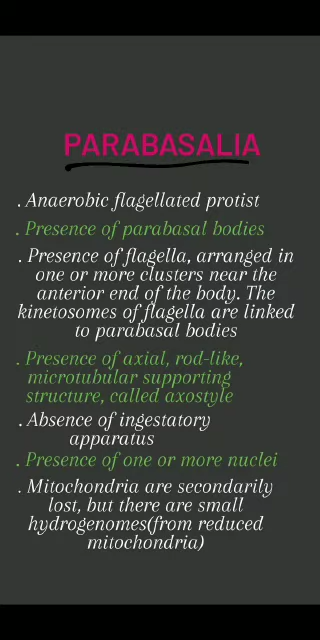 PARABASALIA
. Anaerobic flagellated protist
. Presence of parabasal bodies
. Presence of flagella, arranged in
one or more clusters near the
anterior end of the body. The
kinetosomes of flagella are linked
to parabasal bodies
. Presence of axial, rod-like,
microtubular supporting
structure, called axostyle
. Absence of ingestatory
apparatus
. Presence of one or more nuclei
. Mitochondria are secondarily
lost, but there are small
hydrogenomes(from reduced
mitochondria)